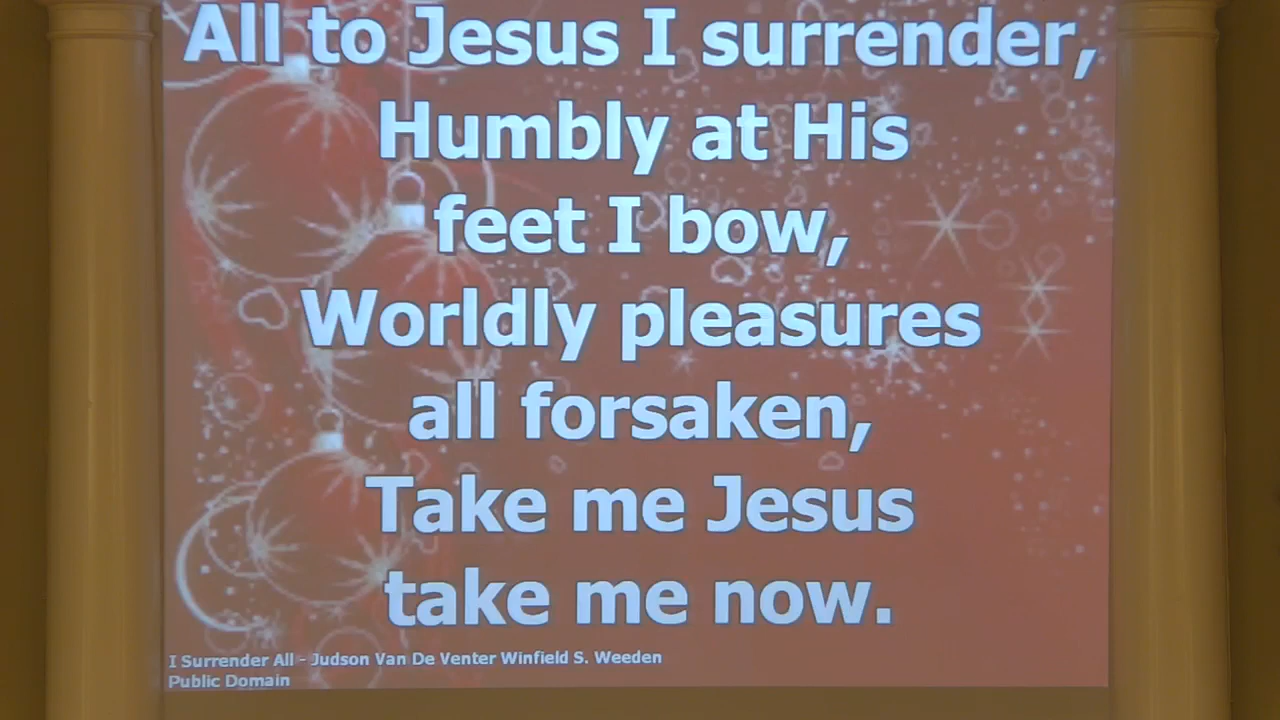 All to Jesus I surrender,
Humbly at His
feet I bow,
Worldly pleasures
all forsaken,
Take me Jesus
take me now.
I Surrender All - Judson Van De Venter Winfield S. Weeden
Public Domain